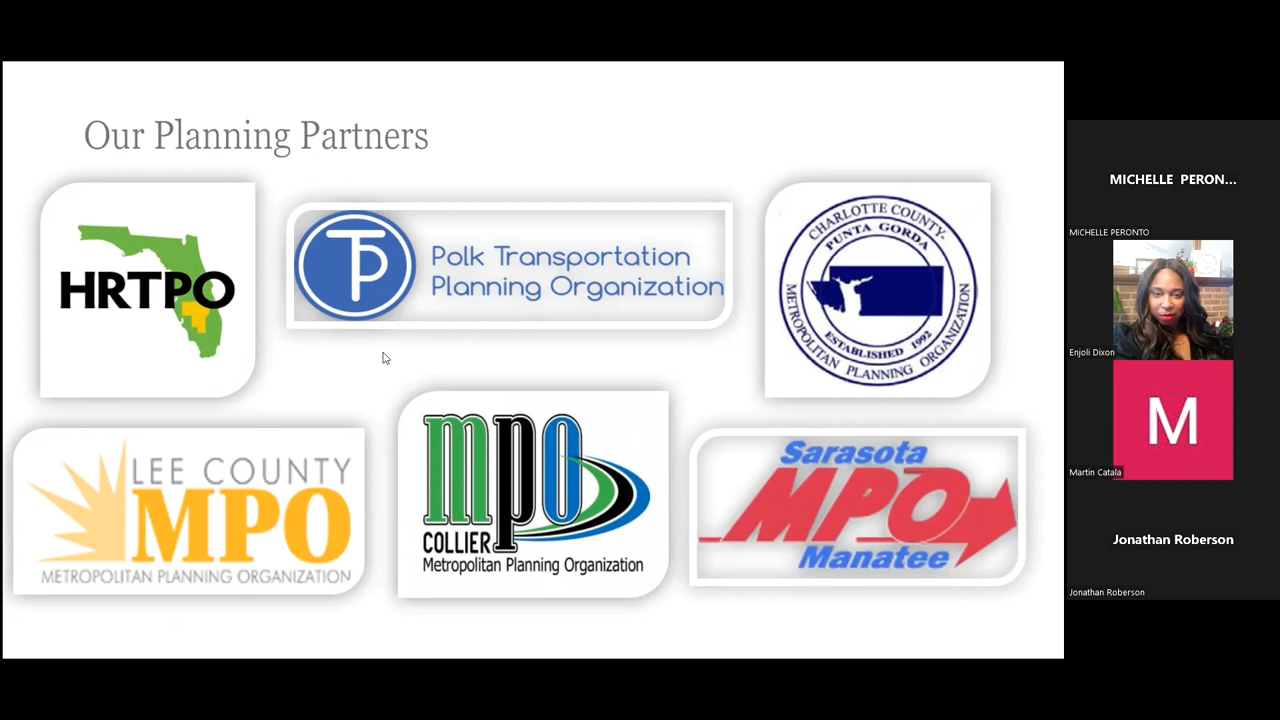 Our Planning Partners
HRTPO
TP
Polk Transportation
Planning Organization
CHARLOTTE COUNTY-
PUNTA GORDA
METROPOLITAN PLANNING ORGANIZATION
ESTABLISHED 1992
LEE COUNTY
MPO
METROPOLITAN PLANNING ORGANIZATION
mpo
COLLIER
Metropolitan Planning Organization
Sarasota
MPO
Manatee
MICHELLE PERON...
MICHELLE PERONTO
Enjoli Dixon
M
Martin Catala
Jonathan Roberson
Jonathan Roberson